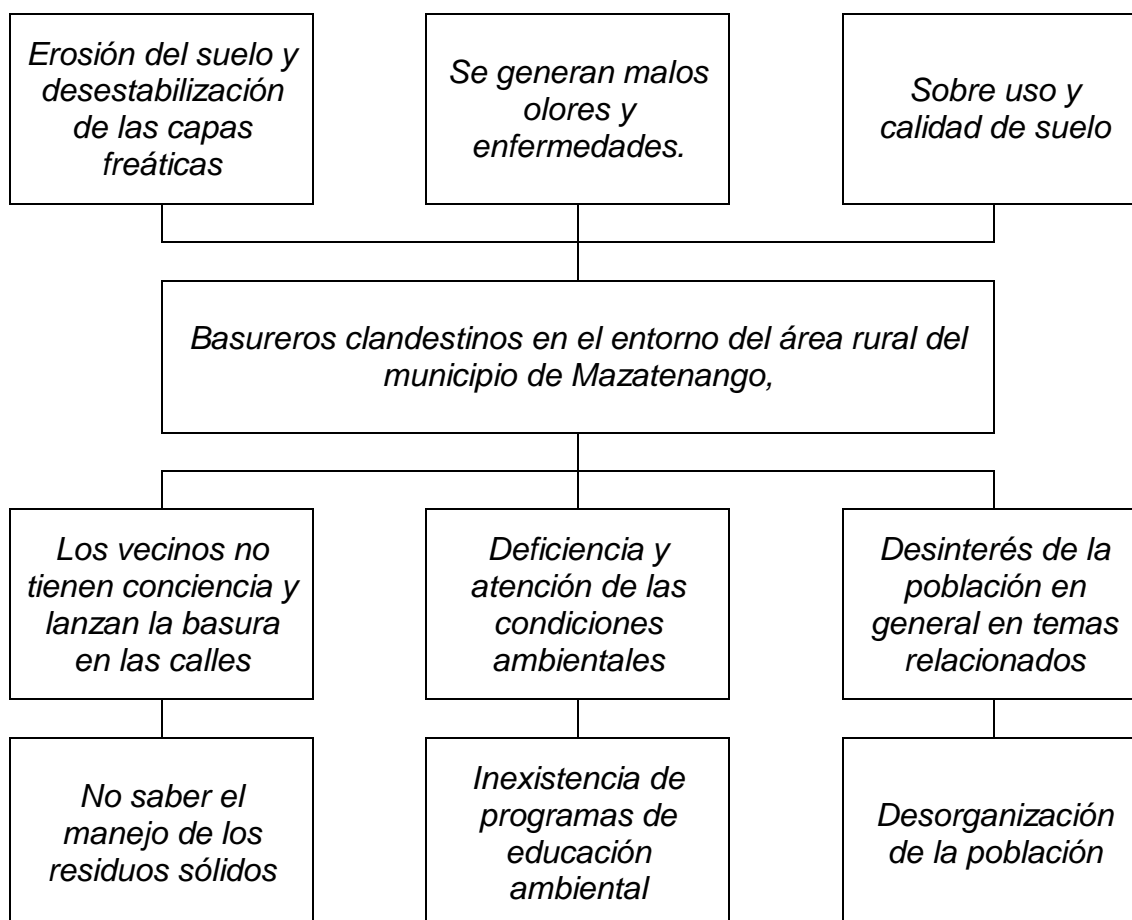 Erosión del suelo y
desestabilización
de las capas
freáticas
Se generan malos
olores y
enfermedades.
Sobre uso y
calidad de suelo
Basureros clandestinos en el entorno del área rural del
municipio de Mazatenango,
Los vecinos no
tienen conciencia y
lanzan la basura
en las calles
Deficiencia y
atención de las
condiciones
ambientales
Desinterés de la
población en
general en temas
relacionados
No saber el
manejo de los
residuos sólidos
Inexistencia de
programas de
educación
ambiental
Desorganización
de la población